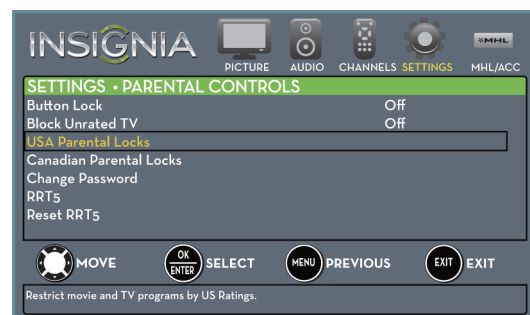 INSIGNIA
PICTURE AUDIO CHANNELS SETTINGS MHL/ACC
MHL
SETTINGS • PARENTAL CONTROLS
Button Lock Off
Block Unrated TV Off
USA Parental Locks
Canadian Parental Locks
Change Password
RRT5
Reset RRT5
MOVE OK ENTER SELECT MENU PREVIOUS EXIT EXIT
Restrict movie and TV programs by US Ratings.